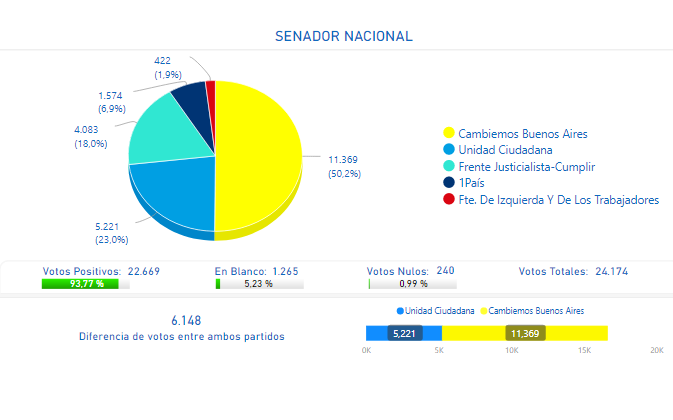 SENADOR NACIONAL
422
(1,9%)
1.574
(6,9%)
4.083
(18,0%)
5.221
(23,0%)
11.369
(50,2%)
Cambiemos Buenos Aires
Unidad Ciudadana
Frente Justicialista-Cumplir
1País
Fte. De Izquierda Y De Los Trabajadores
Votos Positivos: 22.669
93,77 %
En Blanco: 1.265
5,23 %
Votos Nulos: 240
0,99 %
Votos Totales: 24.174
6.148
Diferencia de votos entre ambos partidos
Unidad Ciudadana Cambiemos Buenos Aires
5,221 11,369
0K 5K 10K 15K 20K